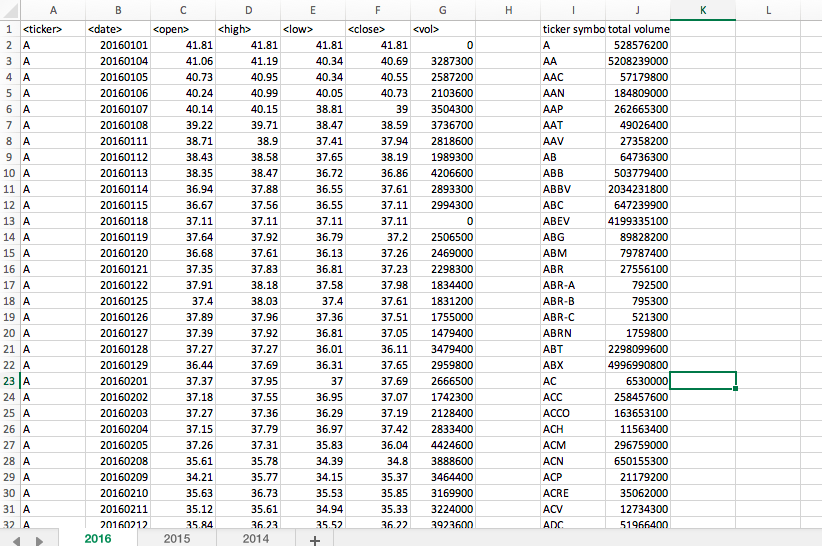 A B C D E F G H I J K L
1 <ticker> <date> <open> <high> <low> <close> <vol> ticker symbo total volume
2 A 20160101 41.81 41.81 41.81 41.81 0 A 528576200
3 A 20160104 41.06 41.19 40.34 40.69 3287300 AA 5208239000
4 A 20160105 40.73 40.95 40.34 40.55 2587200 AAC 57179800
5 A 20160106 40.24 40.99 40.05 40.73 2103600 AAN 184809000
6 A 20160107 40.14 40.15 38.81 39 3504300 AAP 262665300
7 A 20160108 39.22 39.71 38.47 38.59 3736700 AAT 49026400
8 A 20160111 38.71 38.9 37.41 37.94 2818600 AAV 27358200
9 A 20160112 38.43 38.58 37.65 38.19 1989300 AB 64736300
10 A 20160113 38.35 38.47 36.72 36.86 4206600 ABB 503779400
11 A 20160114 36.94 37.88 36.55 37.61 2893300 ABBV 2034231800
12 A 20160115 36.67 37.56 36.55 37.11 2994300 ABC 647239900
13 A 20160118 37.11 37.11 37.11 37.11 0 ABEV 4199335100
14 A 20160119 37.64 37.92 36.79 37.2 2506500 ABG 89828200
15 A 20160120 36.68 37.61 36.13 37.26 2469000 ABM 79787400
16 A 20160121 37.35 37.83 36.81 37.23 2298300 ABR 27556100
17 A 20160122 37.91 38.18 37.58 37.98 1834400 ABR-A 792500
18 A 20160125 37.4 38.03 37.4 37.61 1831200 ABR-B 795300
19 A 20160126 37.89 37.96 37.36 37.51 1755000 ABR-C 521300
20 A 20160127 37.39 37.92 36.81 37.05 1479400 ABRN 1759800
21 A 20160128 37.27 37.27 36.01 36.11 3479400 ABT 2298099600
22 A 20160129 36.44 37.69 36.31 37.65 2959800 ABX 4996990800
23 A 20160201 37.37 37.95 37 37.69 2666500 AC 6530000
24 A 20160202 37.18 37.55 36.95 37.07 1742300 ACC 258457600
25 A 20160203 37.27 37.36 36.29 37.19 2128400 ACCO 163653100
26 A 20160204 37.15 37.79 36.97 37.42 2833400 ACH 11563400
27 A 20160205 37.26 37.31 35.83 36.04 4424600 ACM 296759000
28 A 20160208 35.61 35.78 34.39 34.8 3888600 ACN 650155300
29 A 20160209 34.21 35.77 34.15 35.37 3464400 ACP 21179200
30 A 20160210 35.63 36.73 35.53 35.85 3169900 ACRE 35062000
31 A 20160211 35.12 35.61 34.94 35.33 3224000 ACV 12734300
32 A 20160212 35.84 36.23 35.52 36.22 3923600 ADC 51966400
2016 2015 2014 +